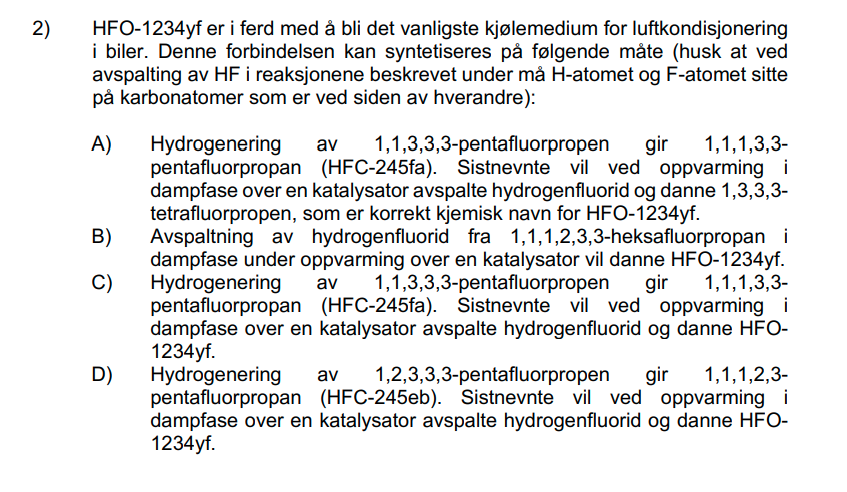 2) HFO-1234yf er i ferd med å bli det vanligste kjølemedium for luftkondisjonering
i biler. Denne forbindelsen kan syntetiseres på følgende måte (husk at ved
avspalting av HF i reaksjonene beskrevet under må H-atomet og F-atomet sitte
på karbonatomer som er ved siden av hverandre):
A) Hydrogenering av 1,1,3,3,3-pentafluorpropen gir 1,1,1,3,3-
pentafluorpropan (HFC-245fa). Sistnevnte vil ved oppvarming i
dampfase over en katalysator avspalte hydrogenfluorid og danne 1,3,3,3-
tetrafluorpropen, som er korrekt kjemisk navn for HFO-1234yf.
B) Avspaltning av hydrogenfluorid fra 1,1,1,2,3,3-heksafluorpropan i
dampfase under oppvarming over en katalysator vil danne HFO-1234yf.
C) Hydrogenering av 1,1,3,3,3-pentafluorpropen gir 1,1,1,3,3-
pentafluorpropan (HFC-245fa). Sistnevnte vil ved oppvarming i
dampfase over en katalysator avspalte hydrogenfluorid og danne HFO-
1234yf.
D) Hydrogenering av 1,2,3,3,3-pentafluorpropen gir 1,1,1,2,3-
pentafluorpropan (HFC-245eb). Sistnevnte vil ved oppvarming i
dampfase over en katalysator avspalte hydrogenfluorid og danne HFO-
1234yf.